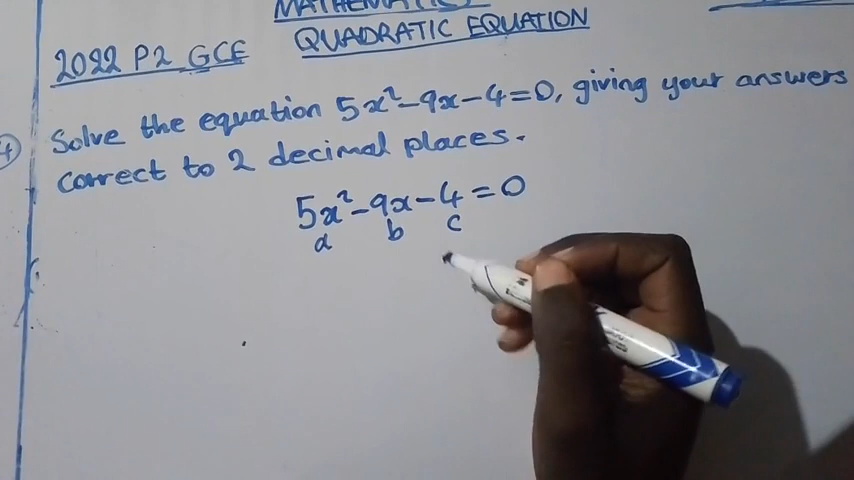 MATHEMATICS
QUADRATIC EQUATION
2022 P2 GCE
4
Solve the equation 5x²-9x-4=0, giving your answers
correct to 2 decimal places.
5x²-9x-4=0
a b c